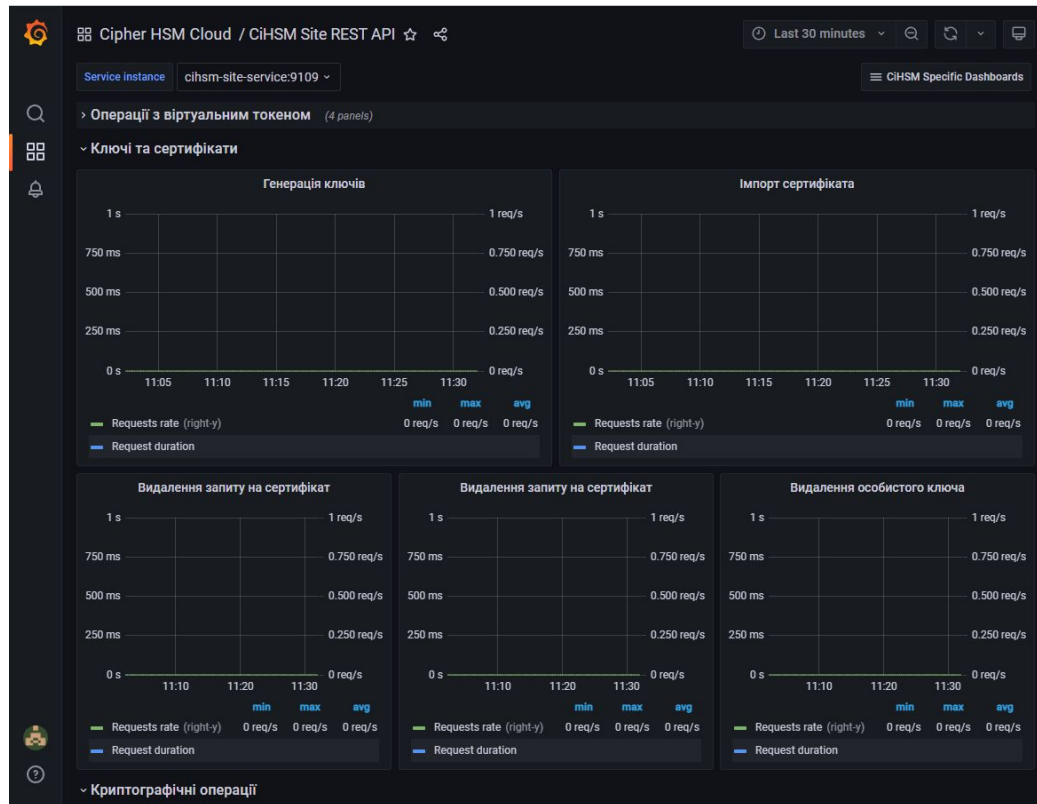 Cipher HSM Cloud / CiHSM Site REST API
Last 30 minutes
Service instance cihsm-site-service:9109
CiHSM Specific Dashboards
Операції з віртуальним токеном (4 panels)
Ключі та сертифікати
Генерація ключів
1 s 1 req/s
750 ms 0.750 req/s
500 ms 0.500 req/s
250 ms 0.250 req/s
0 s 0 req/s
11:05 11:10 11:15 11:20 11:25 11:30
min max avg
Requests rate (right-y) 0 req/s 0 req/s 0 req/s
Request duration
Імпорт сертифіката
1 s 1 req/s
750 ms 0.750 req/s
500 ms 0.500 req/s
250 ms 0.250 req/s
0 s 0 req/s
11:05 11:10 11:15 11:20 11:25 11:30
min max avg
Requests rate (right-y) 0 req/s 0 req/s 0 req/s
Request duration
Видалення запиту на сертифікат
1 s 1 req/s
750 ms 0.750 req/s
500 ms 0.500 req/s
250 ms 0.250 req/s
0 s 0 req/s
11:10 11:20 11:30
min max avg
Requests rate (right-y) 0 req/s 0 req/s 0 req/s
Request duration
Видалення запиту на сертифікат
1 s 1 req/s
750 ms 0.750 req/s
500 ms 0.500 req/s
250 ms 0.250 req/s
0 s 0 req/s
11:10 11:20 11:30
min max avg
Requests rate (right-y) 0 req/s 0 req/s 0 req/s
Request duration
Видалення особистого ключа
1 s 1 req/s
750 ms 0.750 req/s
500 ms 0.500 req/s
250 ms 0.250 req/s
0 s 0 req/s
11:10 11:20 11:30
min max avg
Requests rate (right-y) 0 req/s 0 req/s 0 req/s
Request duration
Криптографічні операції